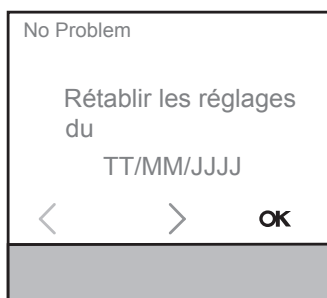 No Problem
Rétablir les réglages
du
TT/MM/JJJJ
< > OK